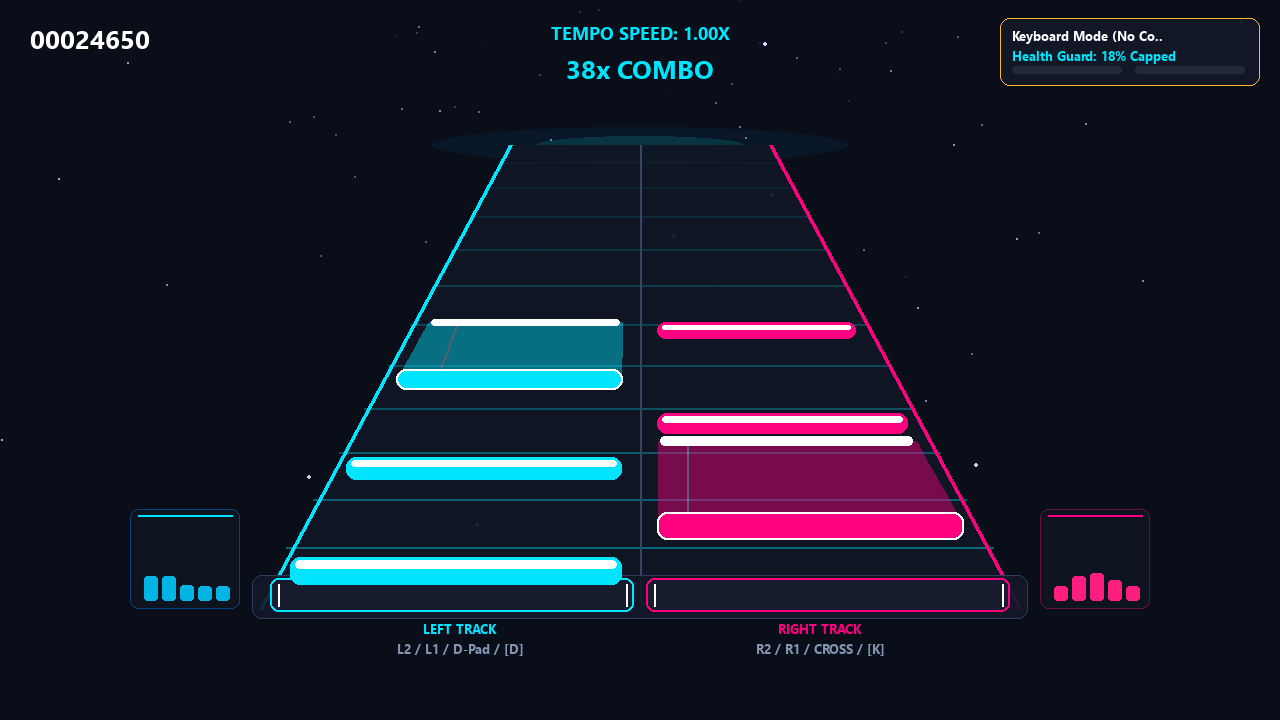 00024650
TEMPO SPEED: 1.00X
38x COMBO
Keyboard Mode (No Co..
Health Guard: 18% Capped
LEFT TRACK
L2 / L1 / D-Pad / [D]
RIGHT TRACK
R2 / R1 / CROSS / [K]